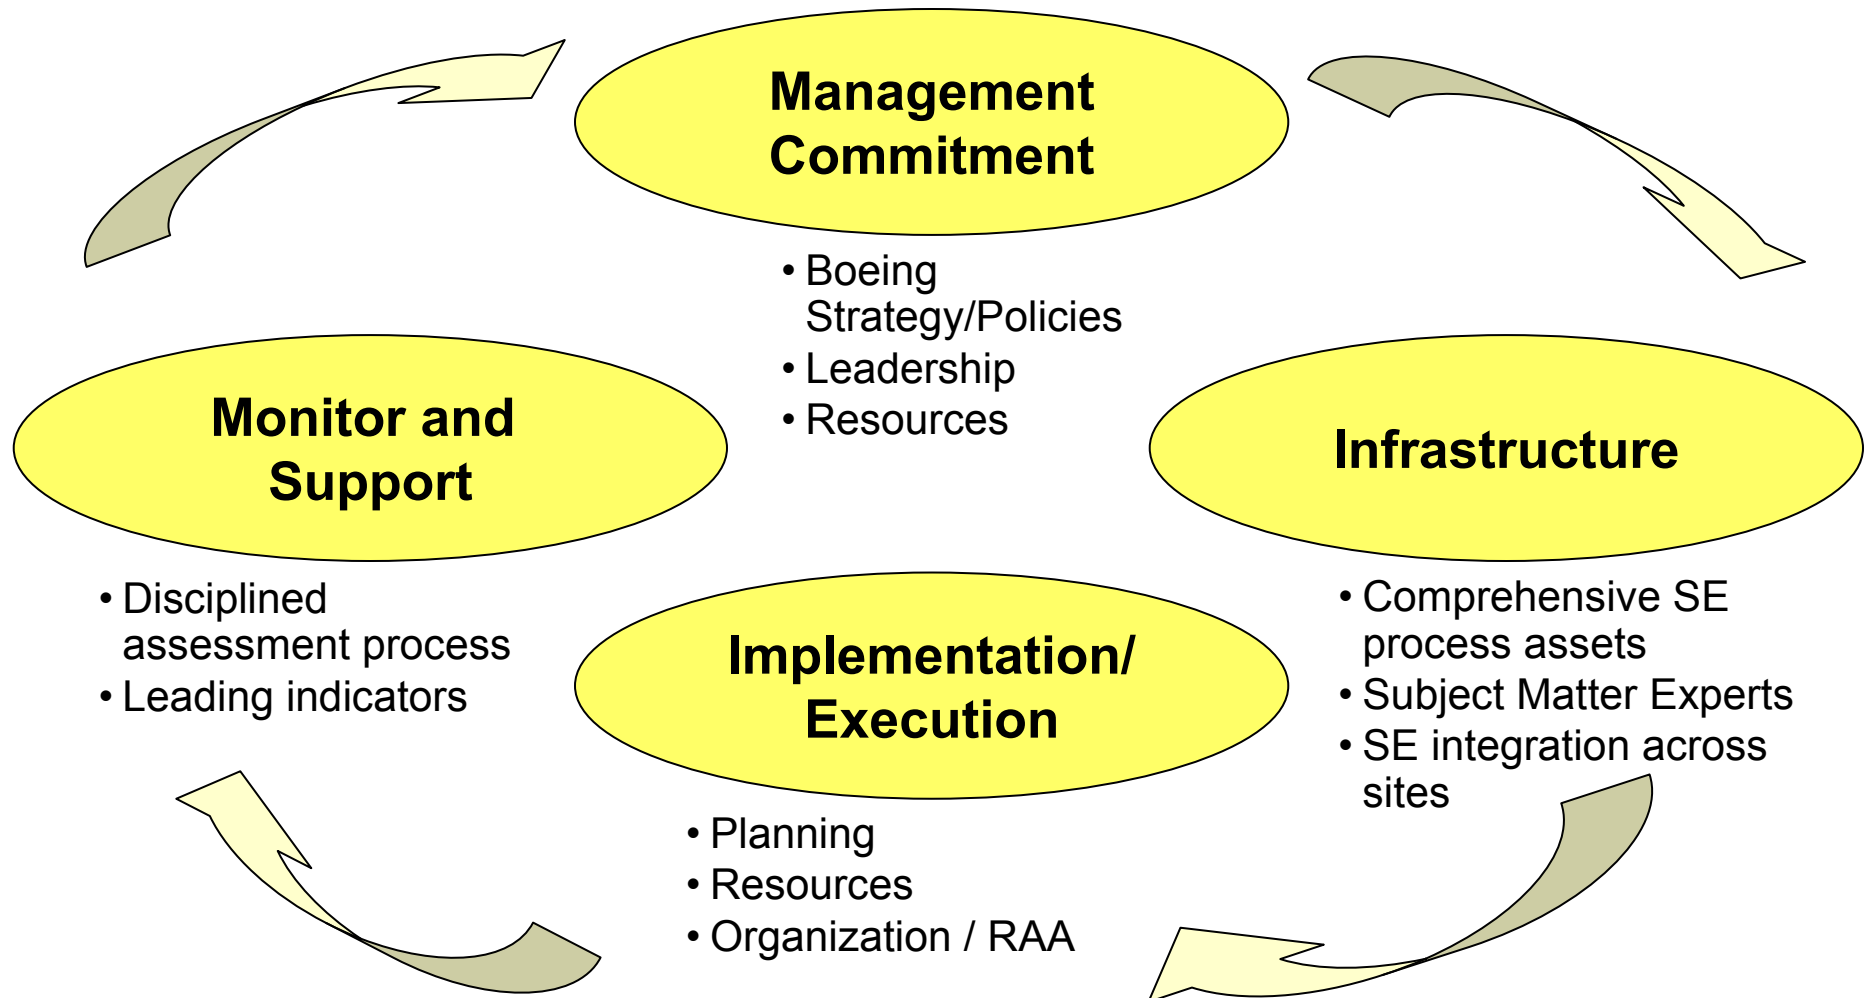 Management
Commitment
• Boeing
Strategy/Policies
• Leadership
• Resources
Monitor and
Support
• Disciplined
assessment process
• Leading indicators
Infrastructure
• Comprehensive SE
process assets
• Subject Matter Experts
• SE integration across
sites
Implementation/
Execution
• Planning
• Resources
• Organization / RAA